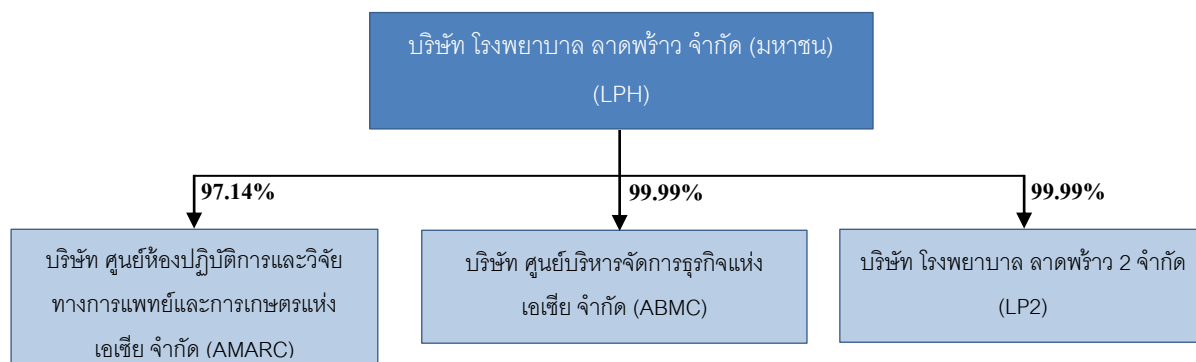 บริษัท โรงพยาบาล ลาดพร้าว จำกัด (มหาชน)
(LPH)
97.14%
99.99%
99.99%
บริษัท ศูนย์ห้องปฏิบัติการและวิจัย
ทางการแพทย์และการเกษตรแห่ง
เอเซีย จำกัด (AMARC)
บริษัท ศูนย์บริหารจัดการธุรกิจแห่ง
เอเซีย จำกัด (ABMC)
บริษัท โรงพยาบาล ลาดพร้าว 2 จำกัด
(LP2)